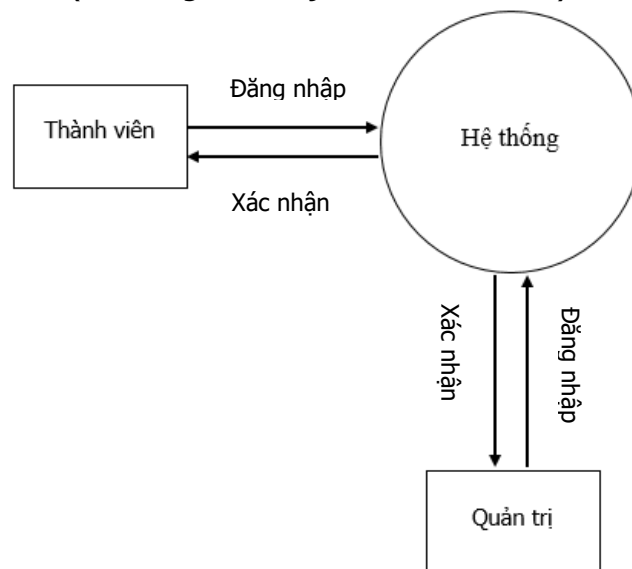 Đăng nhập
Thành viên
Hệ thống
Xác nhận
Xác nhận
Đăng nhập
Quản trị